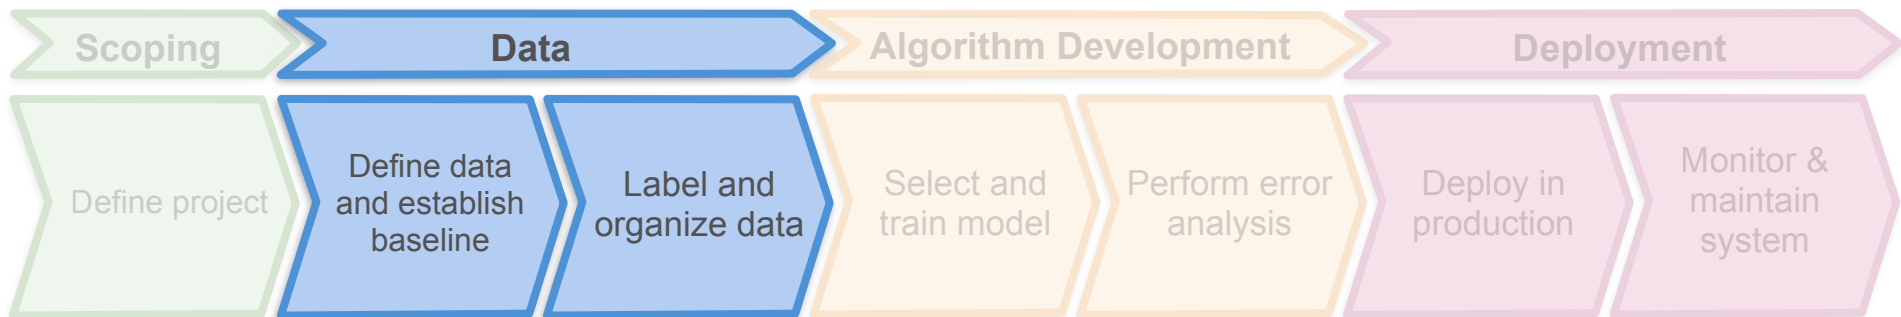 Scoping
Data
Algorithm Development
Deployment
Define project
Define data
and establish
baseline
Label and
organize data
Select and
train model
Perform error
analysis
Deploy in
production
Monitor &
maintain
system